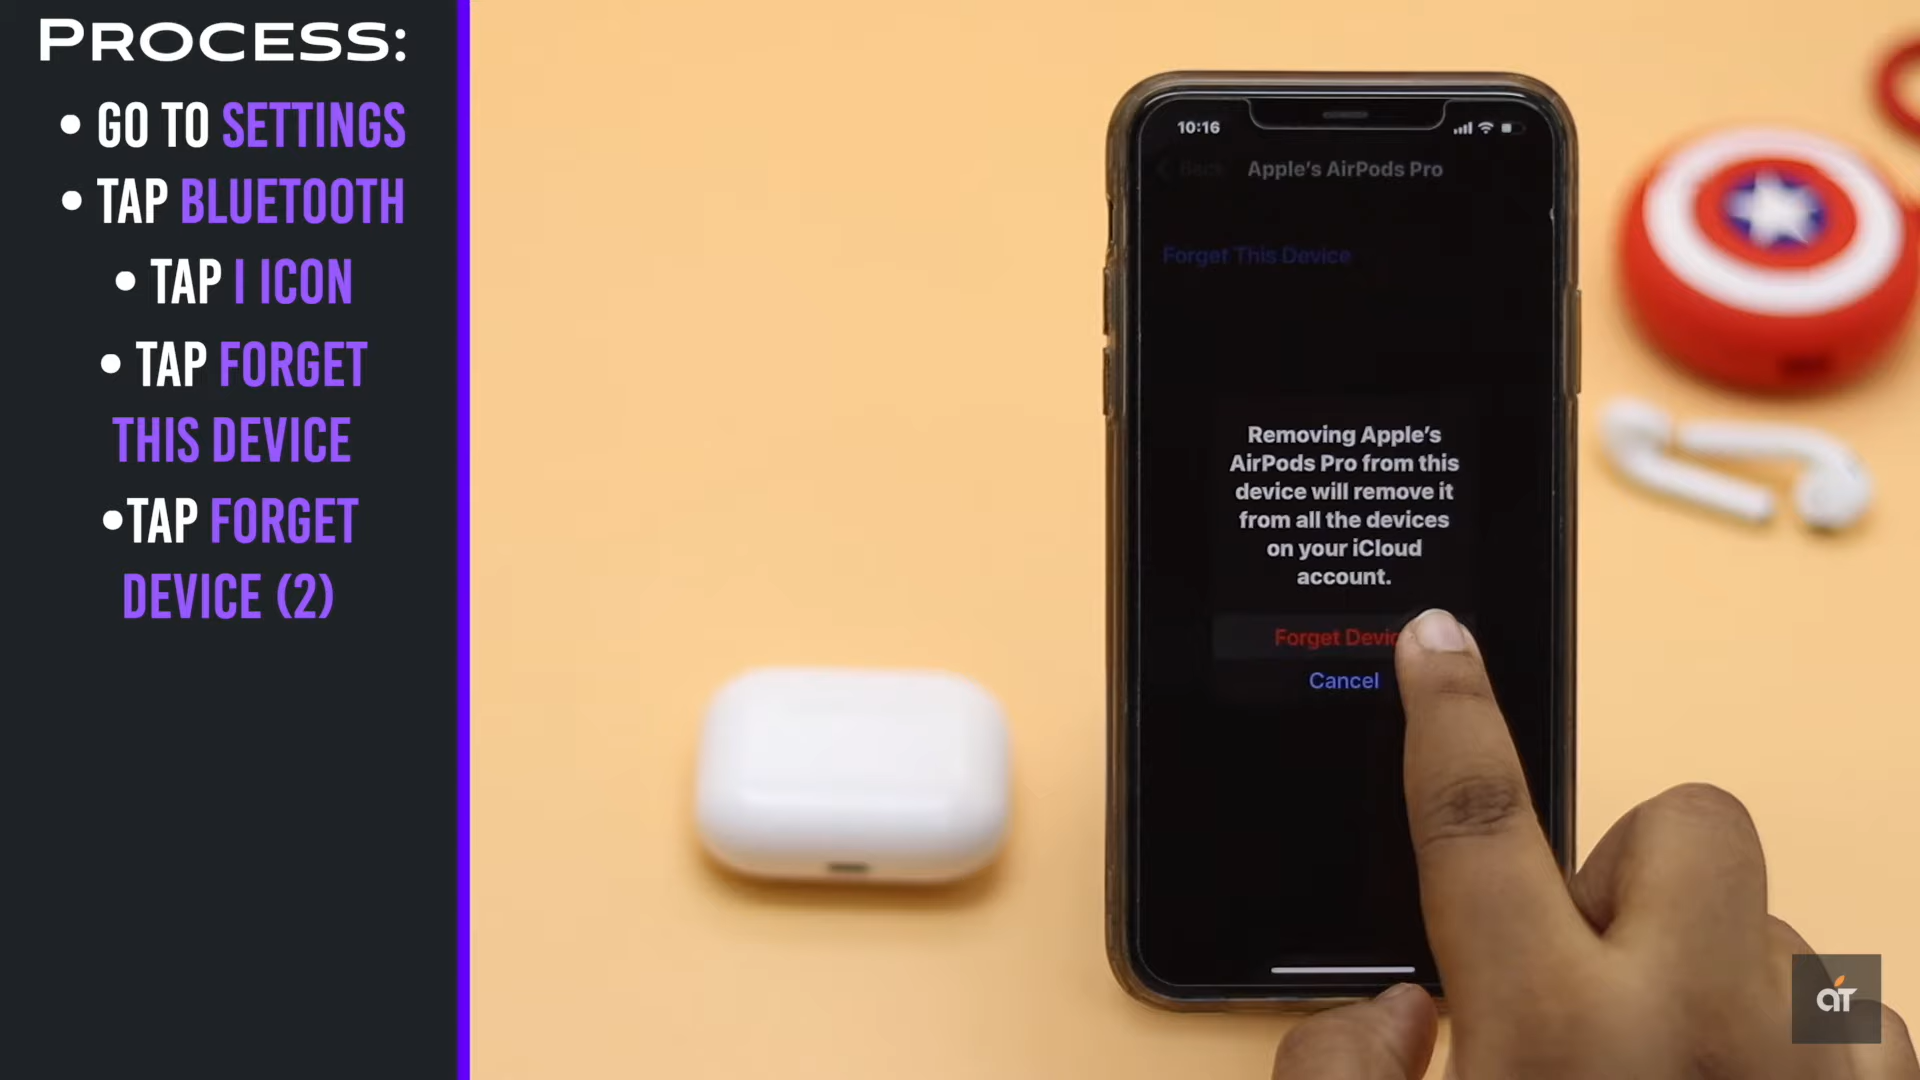 PROCESS:
• GO TO SETTINGS
• TAP BLUETOOTH
• TAP I ICON
• TAP FORGET
THIS DEVICE
•TAP FORGET
DEVICE (2)
10:16
Back
Apple's AirPods Pro
Forget This Device
Removing Apple's
AirPods Pro from this
device will remove it
from all the devices
on your iCloud
account.
Forget
Cancel
aT